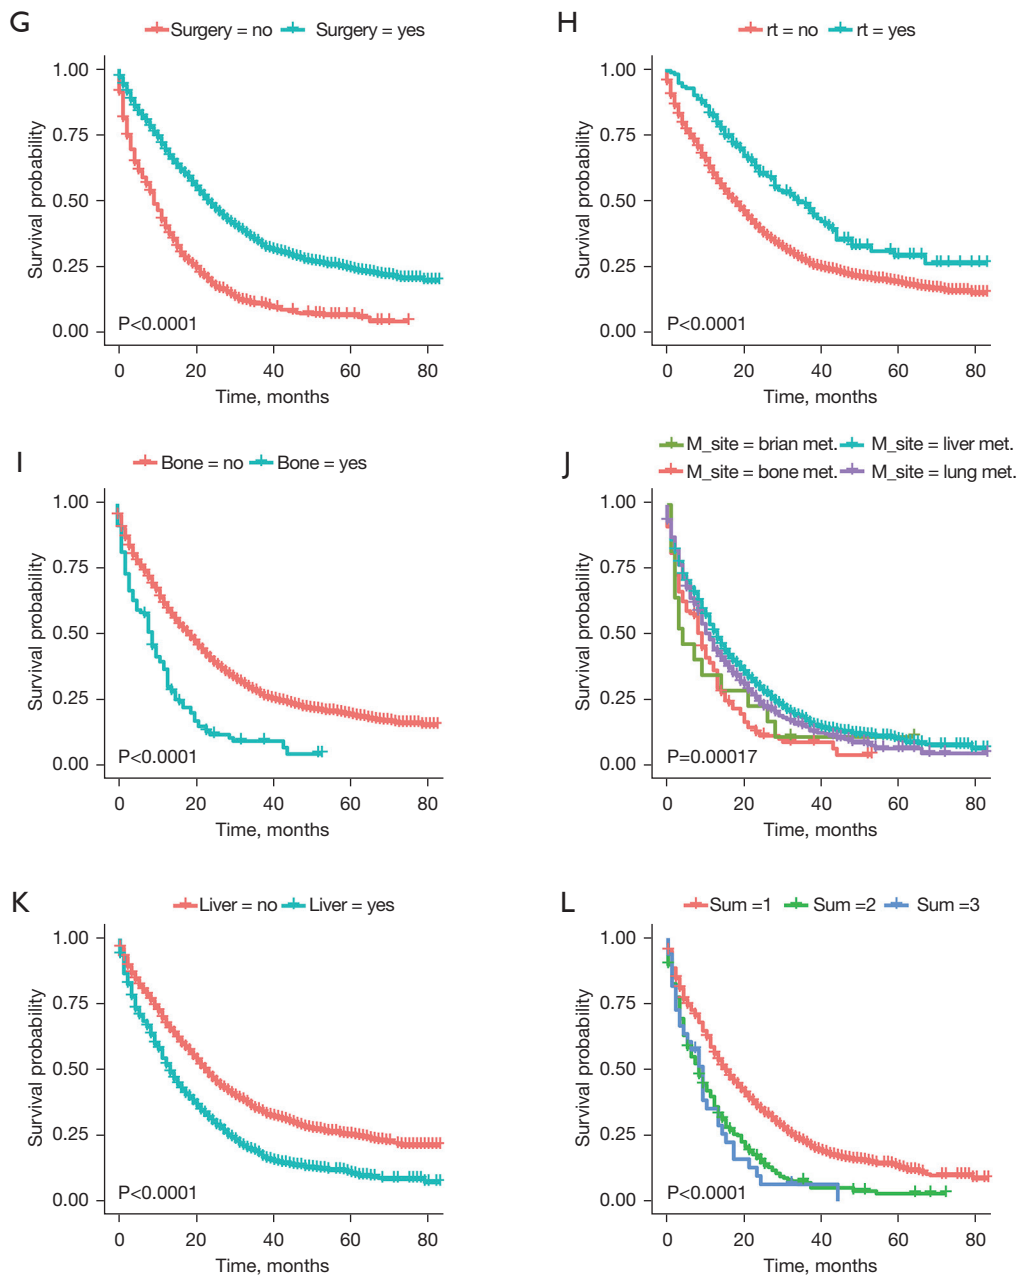 G
Surgery = no Surgery = yes
Survival probability
1.00
0.75
0.50
0.25
0.00
P<0.0001
0 20 40 60 80
Time, months
H
rt = no rt = yes
Survival probability
1.00
0.75
0.50
0.25
0.00
P<0.0001
0 20 40 60 80
Time, months
I
Bone = no Bone = yes
Survival probability
1.00
0.75
0.50
0.25
0.00
P<0.0001
0 20 40 60 80
Time, months
J
M_site = brian met. M_site = liver met.
M_site = bone met. M_site = lung met.
Survival probability
1.00
0.75
0.50
0.25
0.00
P=0.00017
0 20 40 60 80
Time, months
K
Liver = no Liver = yes
Survival probability
1.00
0.75
0.50
0.25
0.00
P<0.0001
0 20 40 60 80
Time, months
L
Sum =1 Sum =2 Sum =3
Survival probability
1.00
0.75
0.50
0.25
0.00
P<0.0001
0 20 40 60 80
Time, months